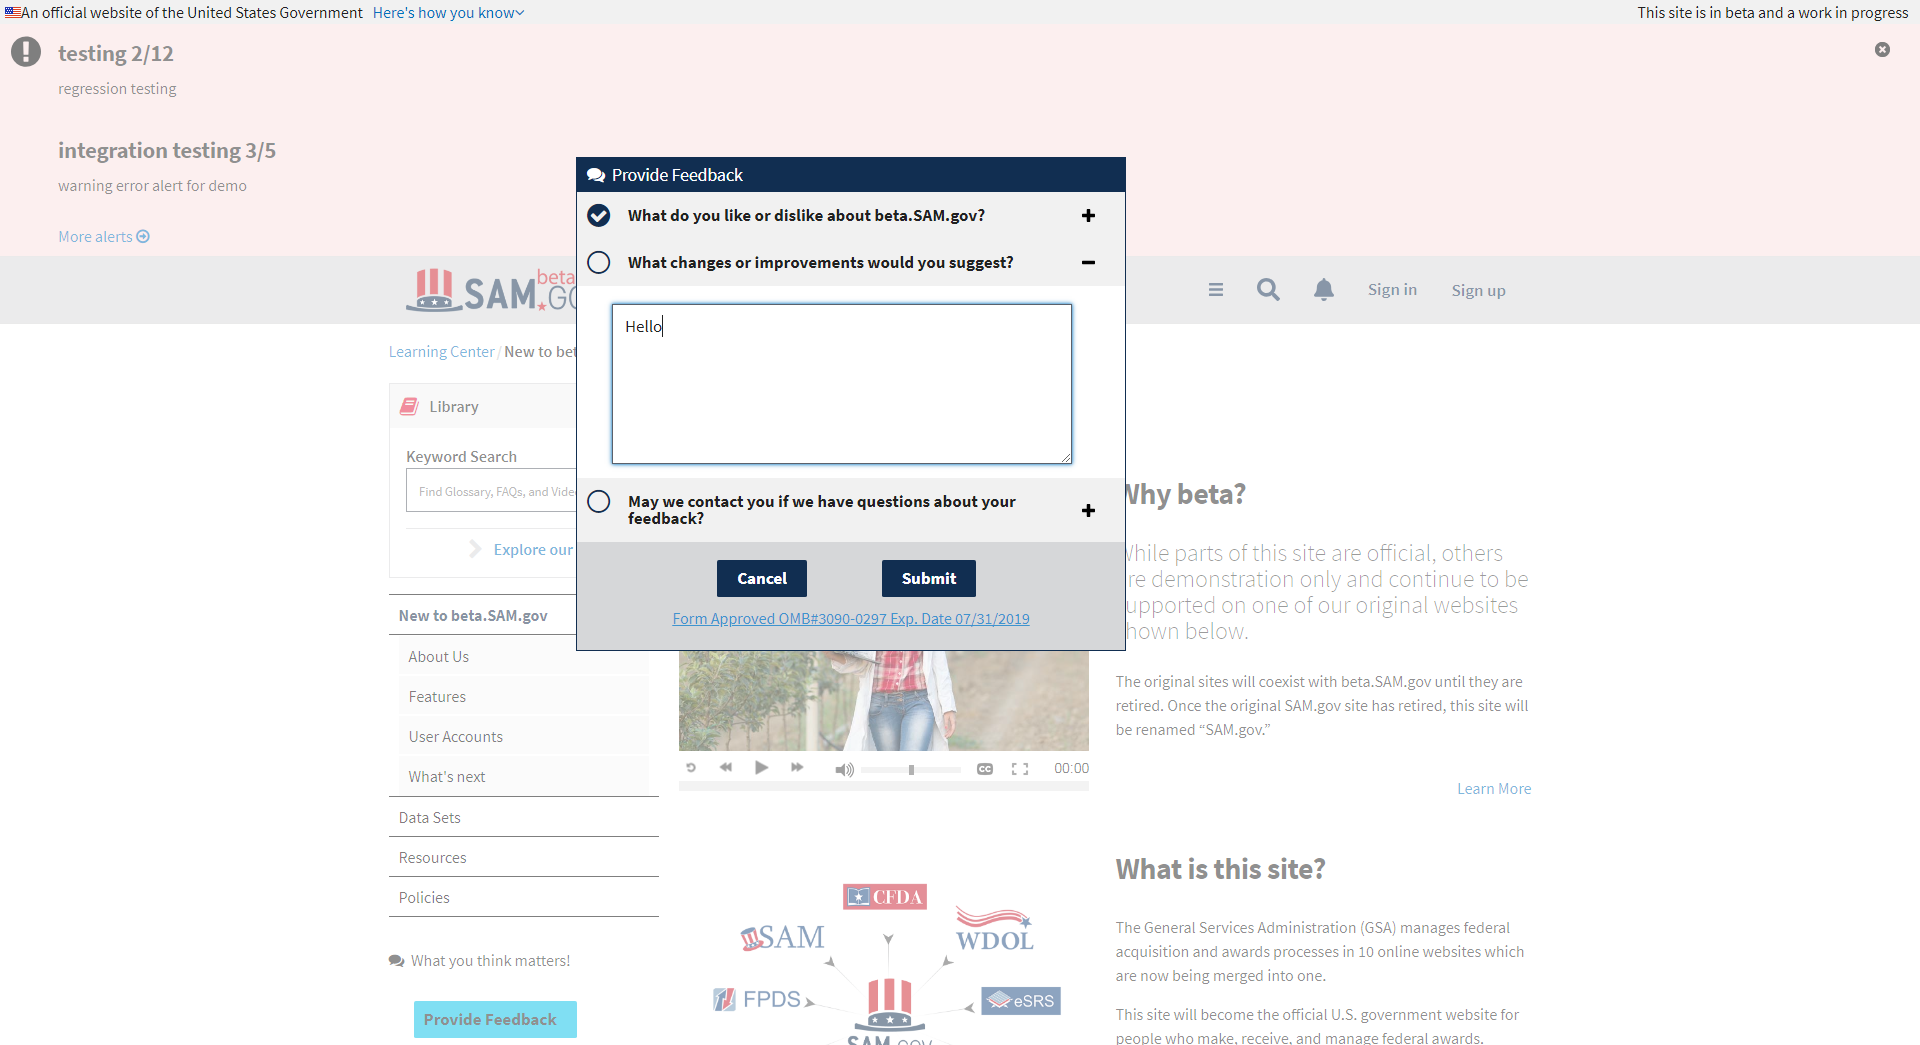 An official website of the United States Government Here's how you know
This site is in beta and a work in progress
testing 2/12
regression testing
integration testing 3/5
warning error alert for demo
More alerts
Provide Feedback
What do you like or dislike about beta.SAM.gov?
What changes or improvements would you suggest?
Hello
May we contact you if we have questions about your
feedback?
Cancel Submit
Form Approved OMB#3090-0297 Exp. Date 07/31/2019
SAM beta
Sign in Sign up
Learning Center / New to
Library
Keyword Search
Find Glossary, FAQs, and
Explore our
New to beta.SAM.gov
About Us
Features
User Accounts
What's next
Data Sets
Resources
Policies
What you think matters!
Provide Feedback
CC 00:00
CFDA
SAM
WDOL
FPDS
eSRS
SAM.GOV
Why beta?
While parts of this site are official, others
are demonstration only and continue to be
supported on one of our original websites
shown below.
The original sites will coexist with beta.SAM.gov until they are
retired. Once the original SAM.gov site has retired, this site will
be renamed “SAM.gov.”
Learn More
What is this site?
The General Services Administration (GSA) manages federal
acquisition and awards processes in 10 online websites which
are now being merged into one.
This site will become the official U.S. government website for
people who make, receive, and manage federal awards.